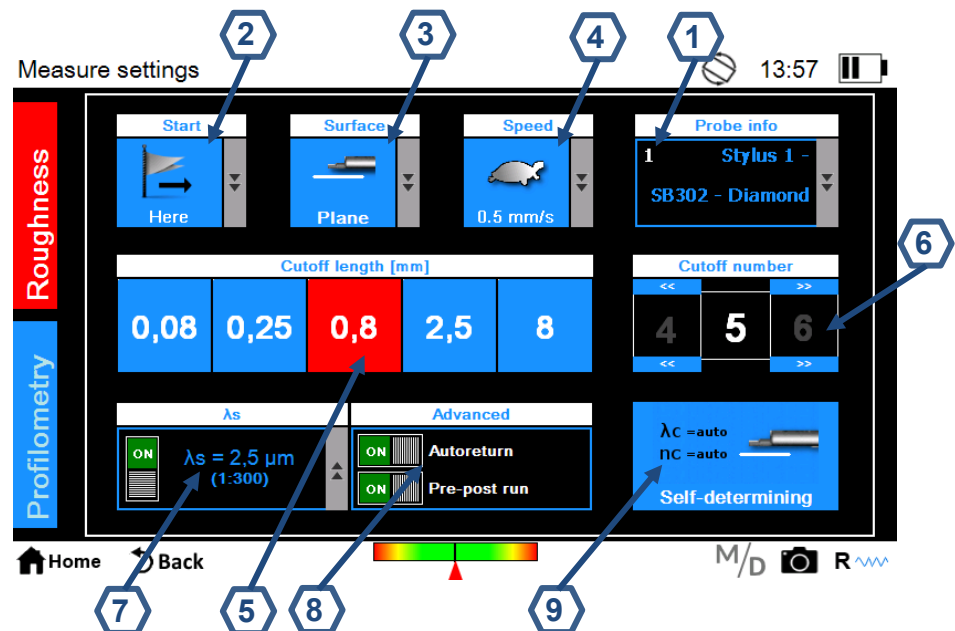 2
3
4
1
Measure settings
13:57
Start
Surface
Speed
Probe info
Here
Plane
0.5 mm/s
1 Stylus 1 -
SB302 - Diamond
6
Roughness
Cutoff length [mm]
Cutoff number
0,08
0,25
0,8
2,5
8
<< >>
4 5 6
<< >>
Profilometry
λs
Advanced
ON
λs = 2,5 µm
(1:300)
ON Autoreturn
ON Pre-post run
λc =auto
nc =auto
Self-determining
Home
Back
M/D
R
7
5
8
9